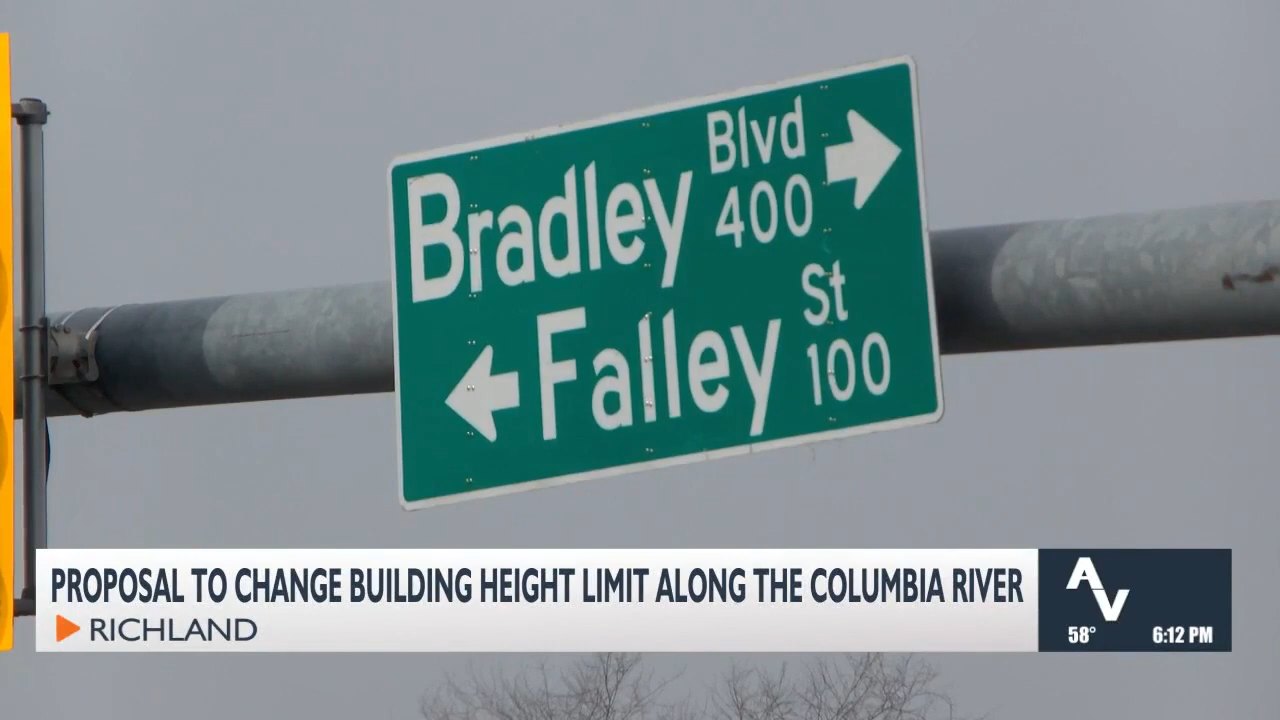 Bradley Blvd 400
Falley St 100
PROPOSAL TO CHANGE BUILDING HEIGHT LIMIT ALONG THE COLUMBIA RIVER
RICHLAND
AV
58° 6:12 PM